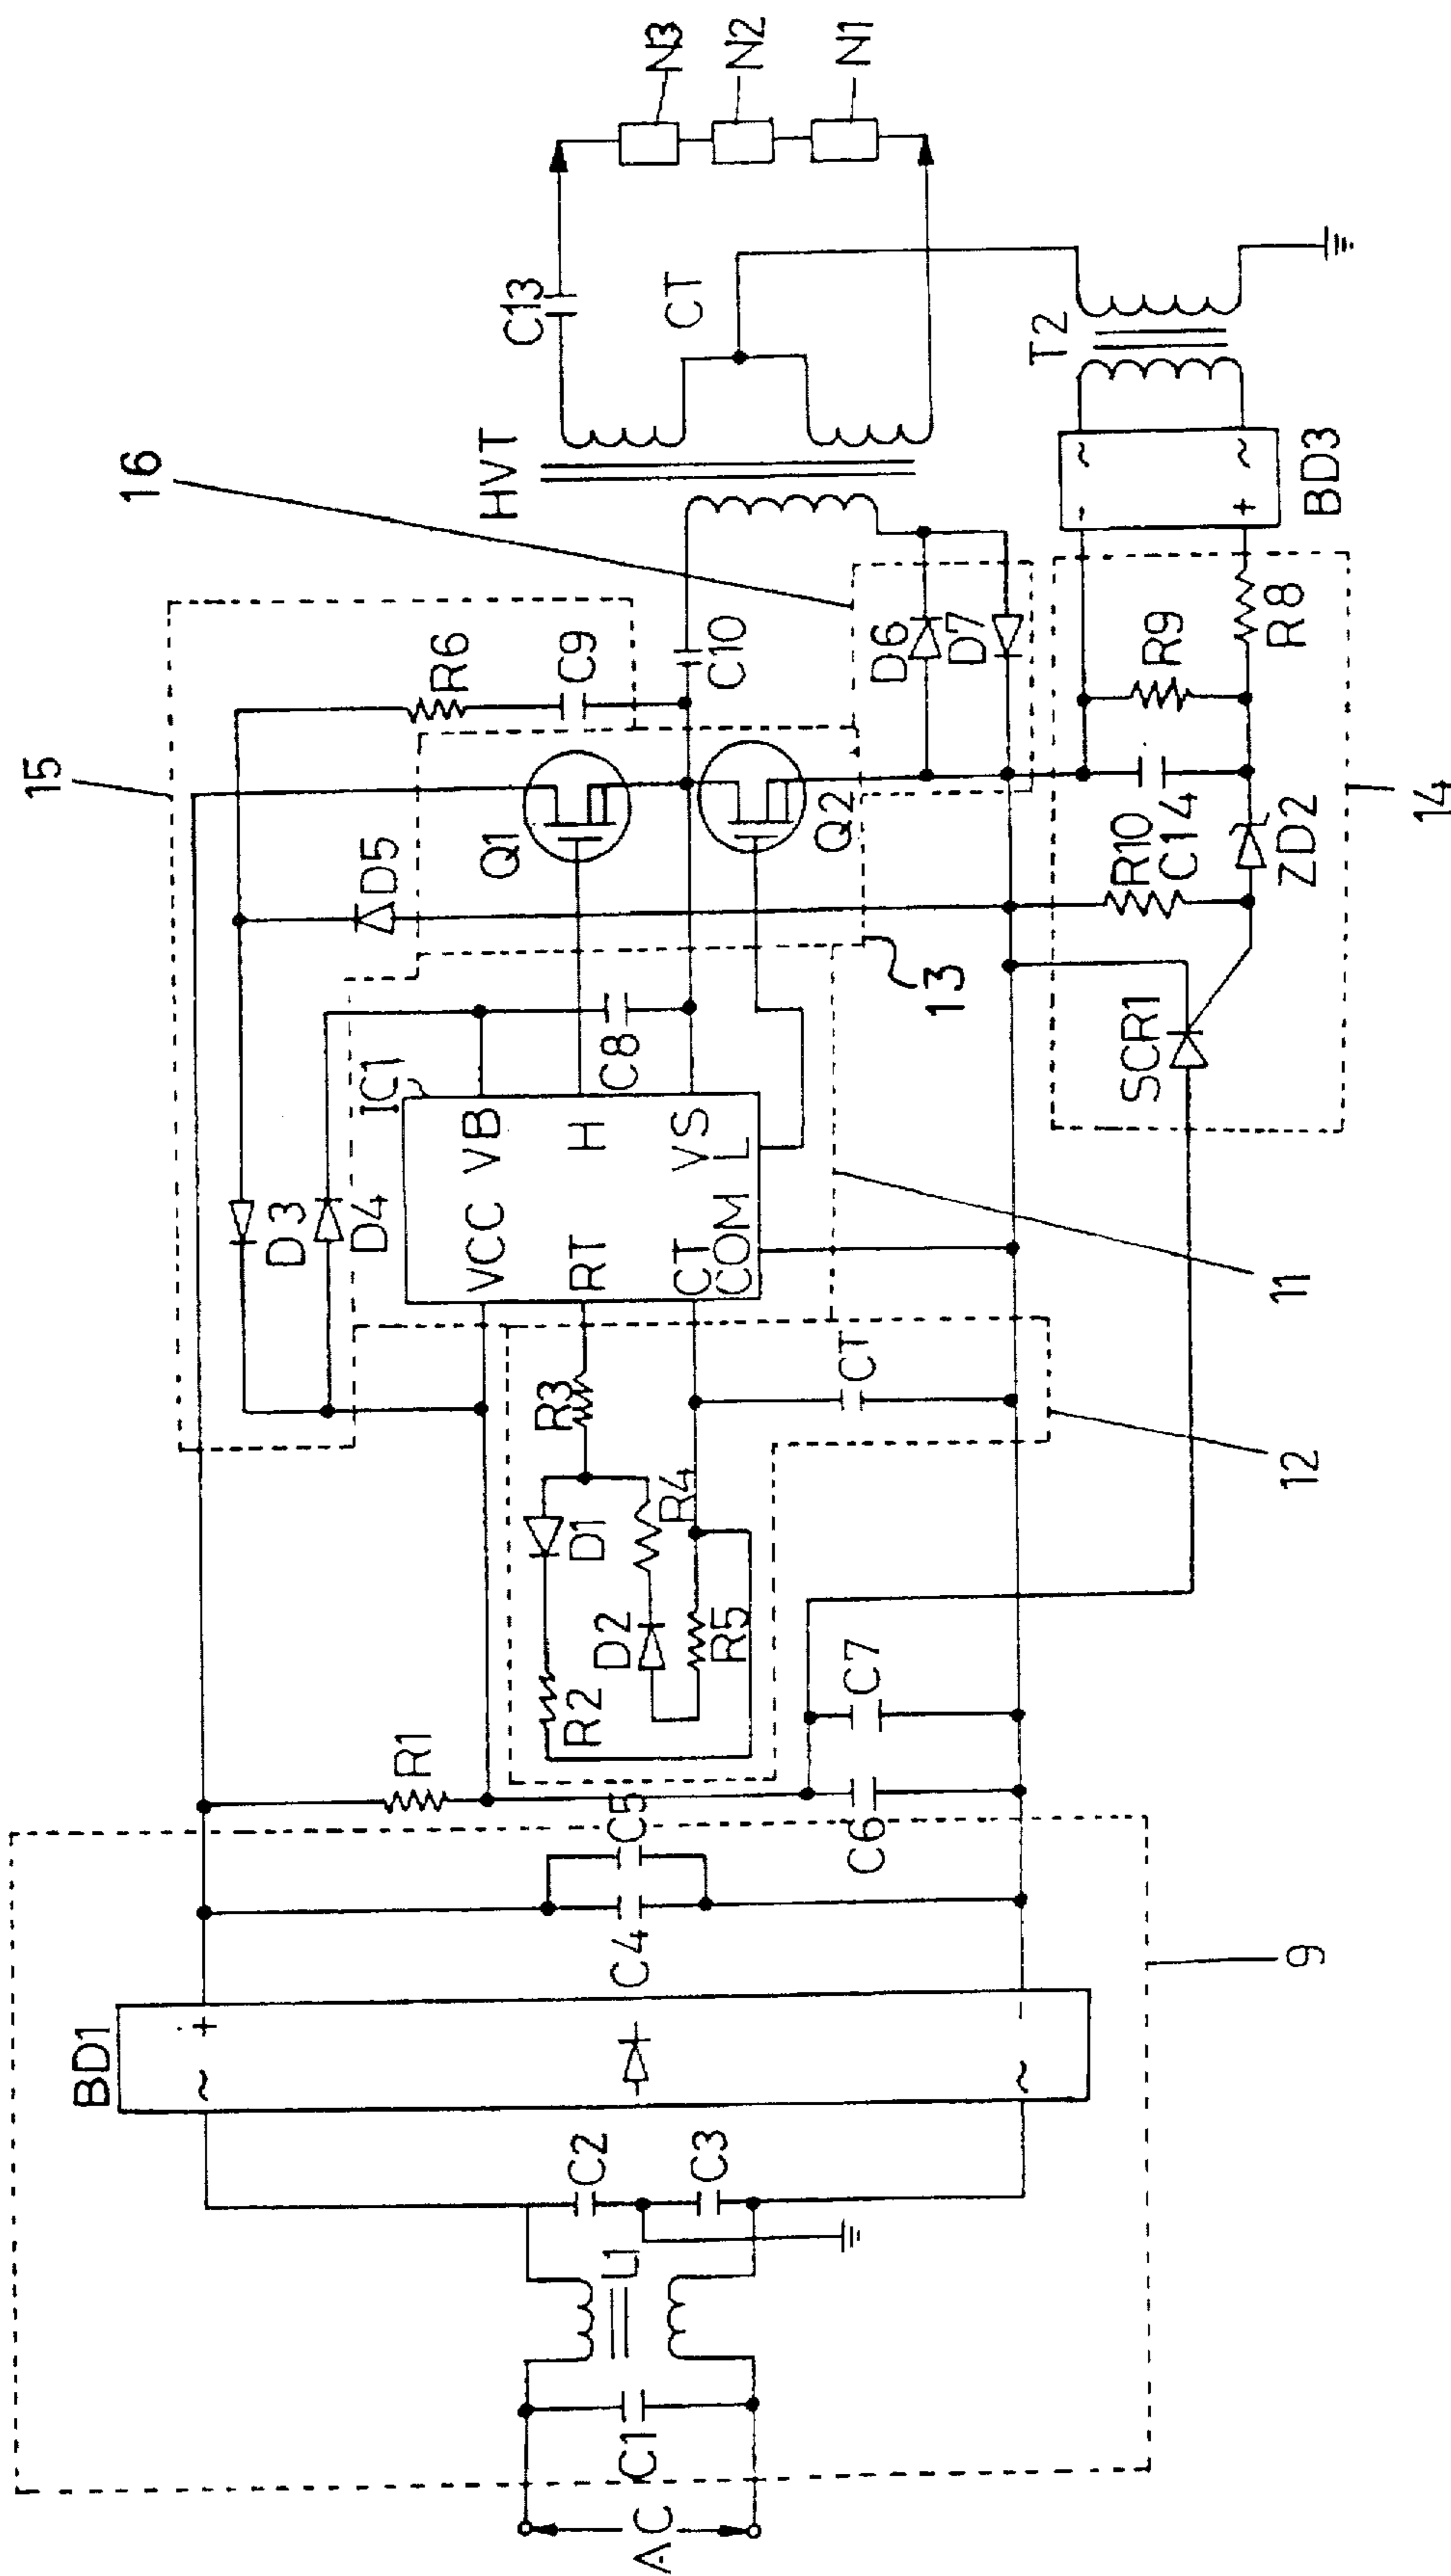 AC
C1
L1
C2
C3
BD1
~
+
~
-
9
C4
C5
C6
C7
R1
R2
D1
D2
R5
R4
R3
CT
12
11
IC1
VCC
VB
RT
H
CT
VS
COM
L
D3
D4
D5
C8
15
R6
C9
Q1
Q2
13
C10
16
D6
D7
HVT
C13
CT
N3
N2
N1
T2
BD3
-
~
+
~
R8
R9
R10
C14
ZD2
SCR1
14